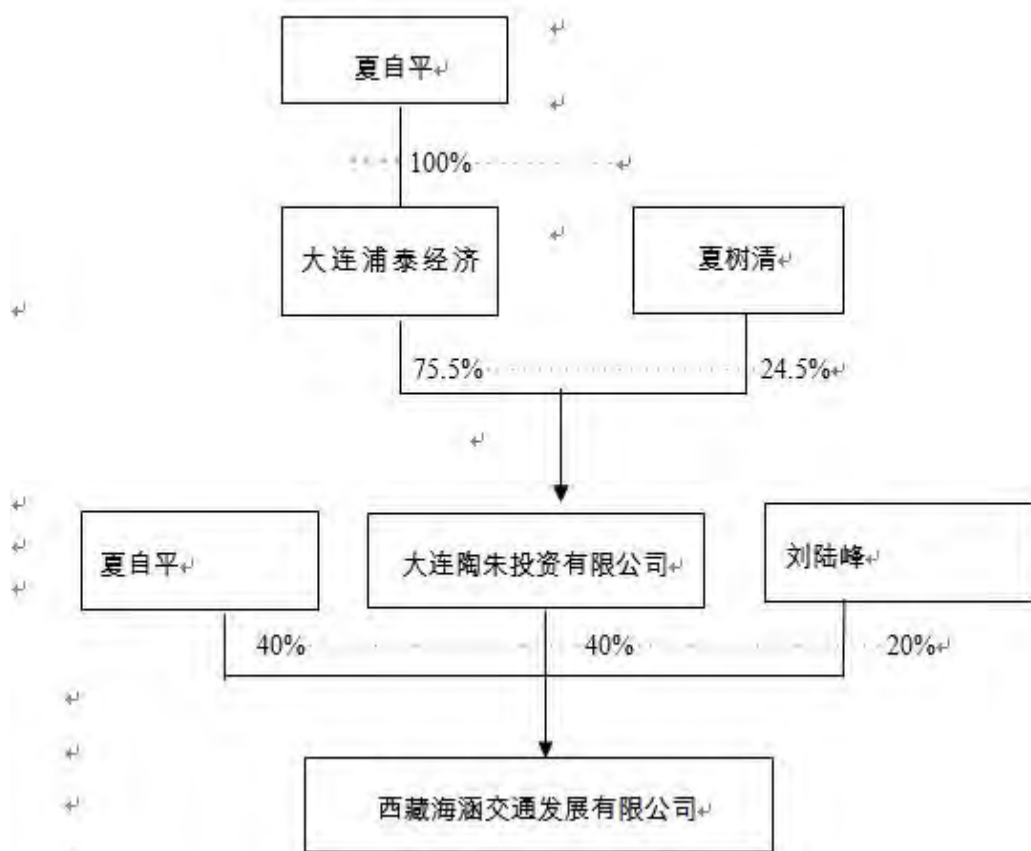 夏自平
100%
大连浦泰经济
夏树清
75.5%
24.5%
夏自平
大连陶朱投资有限公司
刘陆峰
40%
40%
20%
西藏海涵交通发展有限公司